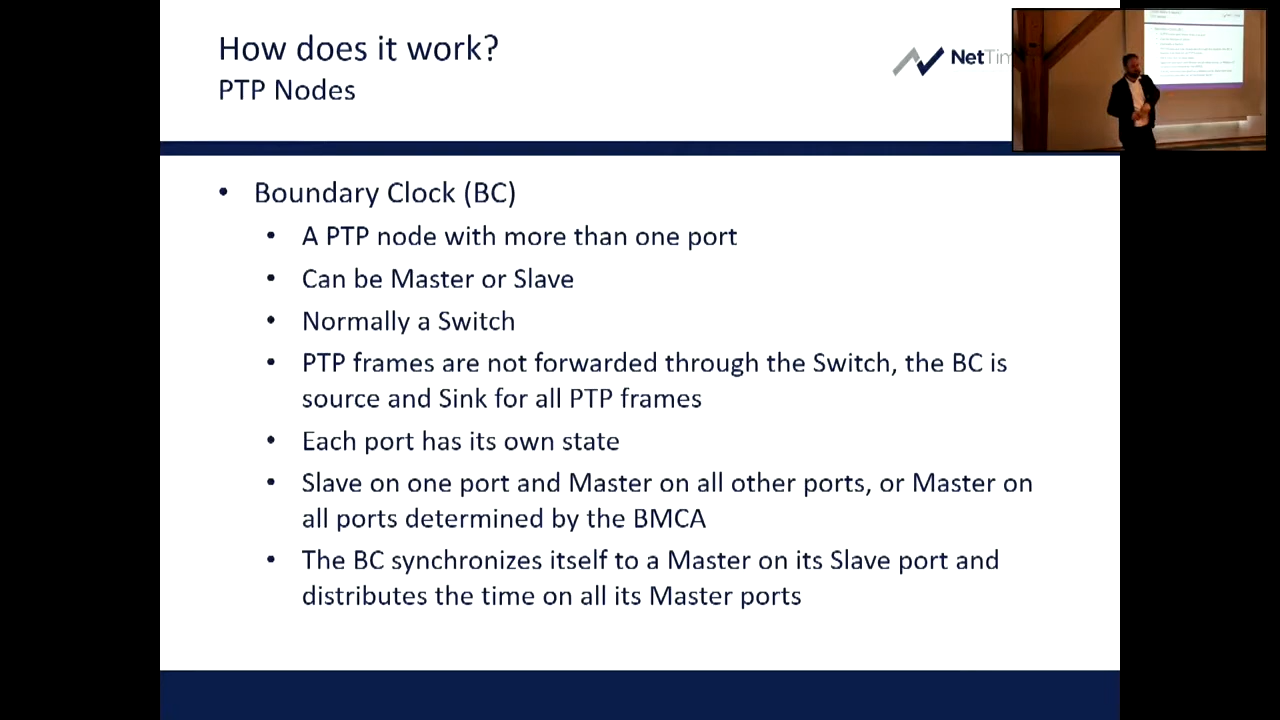 How does it work?
PTP Nodes
• Boundary Clock (BC)
• A PTP node with more than one port
• Can be Master or Slave
• Normally a Switch
• PTP frames are not forwarded through the Switch, the BC is
source and Sink for all PTP frames
• Each port has its own state
• Slave on one port and Master on all other ports, or Master on
all ports determined by the BMCA
• The BC synchronizes itself to a Master on its Slave port and
distributes the time on all its Master ports